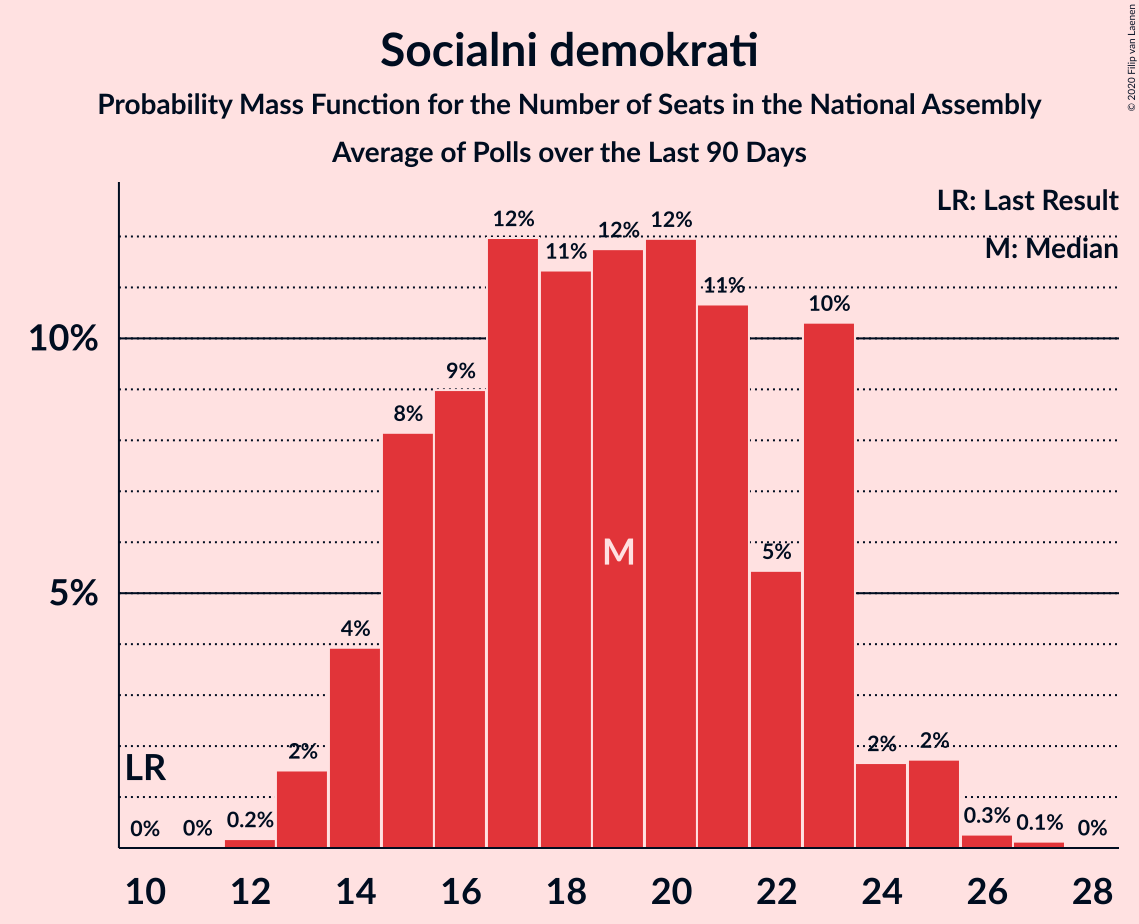 Socialni demokrati
Probability Mass Function for the Number of Seats in the National Assembly
Average of Polls over the Last 90 Days
© 2020 Filip van Laenen
LR: Last Result
M: Median
10%
5%
LR
0%
0%
0.2%
2%
4%
8%
9%
12%
11%
12%
12%
11%
5%
10%
2%
2%
0.3%
0.1%
0%
M
10 12 14 16 18 20 22 24 26 28